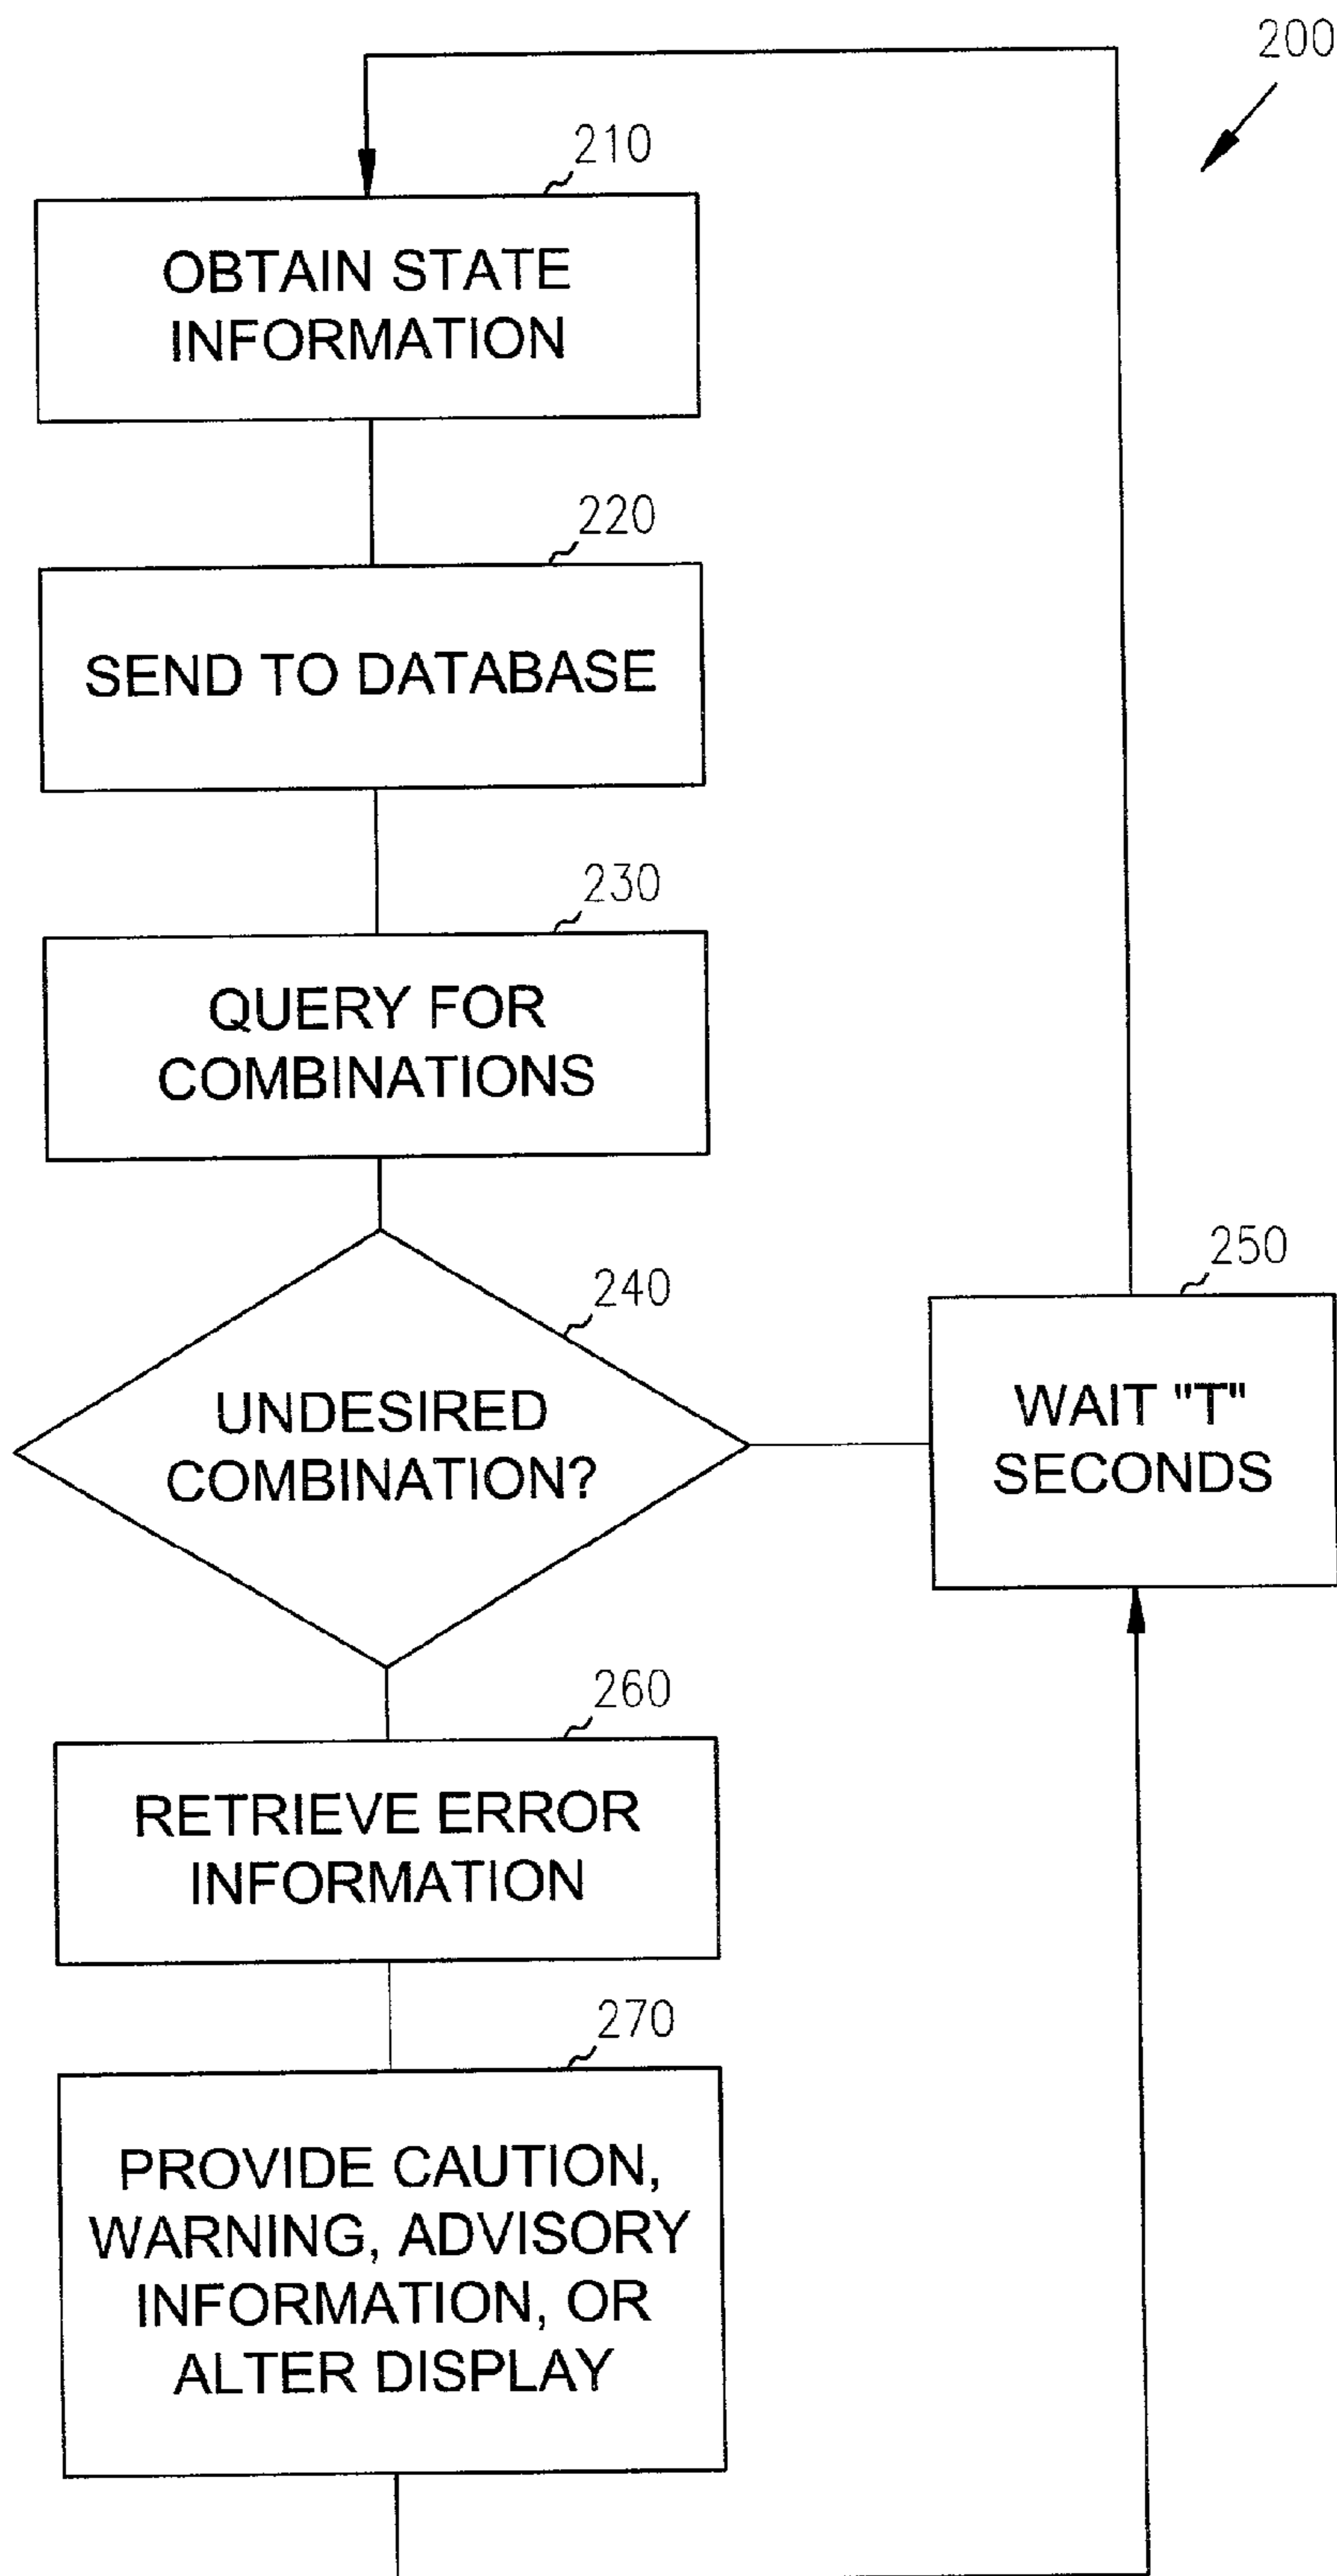 200
210
OBTAIN STATE
INFORMATION
220
SEND TO DATABASE
230
QUERY FOR
COMBINATIONS
240
UNDESIRED
COMBINATION?
250
WAIT "T"
SECONDS
260
RETRIEVE ERROR
INFORMATION
270
PROVIDE CAUTION,
WARNING, ADVISORY
INFORMATION, OR
ALTER DISPLAY